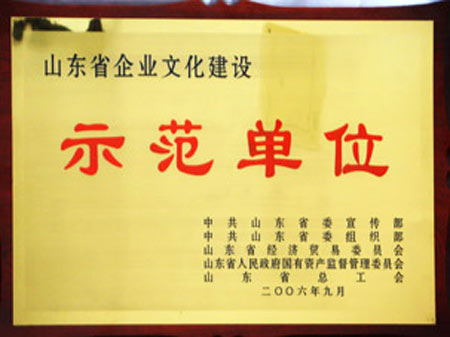 山东省企业文化建设
示范单位
中共山东省委宣传部
中共山东省委组织部
山东省经济贸易委员会
山东省人民政府国有资产监督管理委员会
山东省总工会
二〇〇六年九月